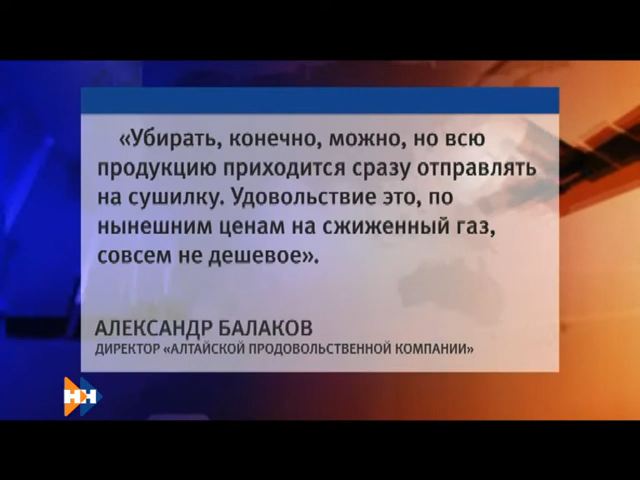 «Убирать, конечно, можно, но всю
продукцию приходится сразу отправлять
на сушилку. Удовольствие это, по
нынешним ценам на сжиженный газ,
совсем не дешевое».
АЛЕКСАНДР БАЛАКОВ
ДИРЕКТОР «АЛТАЙСКОЙ ПРОДОВОЛЬСТВЕННОЙ КОМПАНИИ»
НН